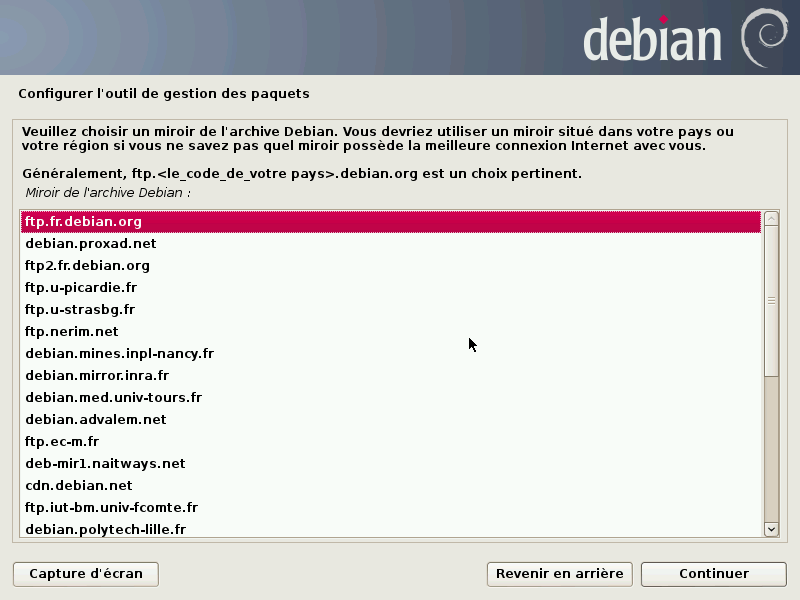 debian
Configurer l'outil de gestion des paquets
Veuillez choisir un miroir de l'archive Debian. Vous devriez utiliser un miroir situé dans votre pays ou
votre région si vous ne savez pas quel miroir possède la meilleure connexion Internet avec vous.
Généralement, ftp.<le_code_de_votre pays>.debian.org est un choix pertinent.
Miroir de l'archive Debian :
ftp.fr.debian.org
debian.proxad.net
ftp2.fr.debian.org
ftp.u-picardie.fr
ftp.u-strasbg.fr
ftp.nerim.net
debian.mines.inpl-nancy.fr
debian.mirror.inra.fr
debian.med.univ-tours.fr
debian.advalem.net
ftp.ec-m.fr
deb-mir1.naitways.net
cdn.debian.net
ftp.iut-bm.univ-fcomte.fr
debian.polytech-lille.fr
Capture d'écran
Revenir en arrière
Continuer